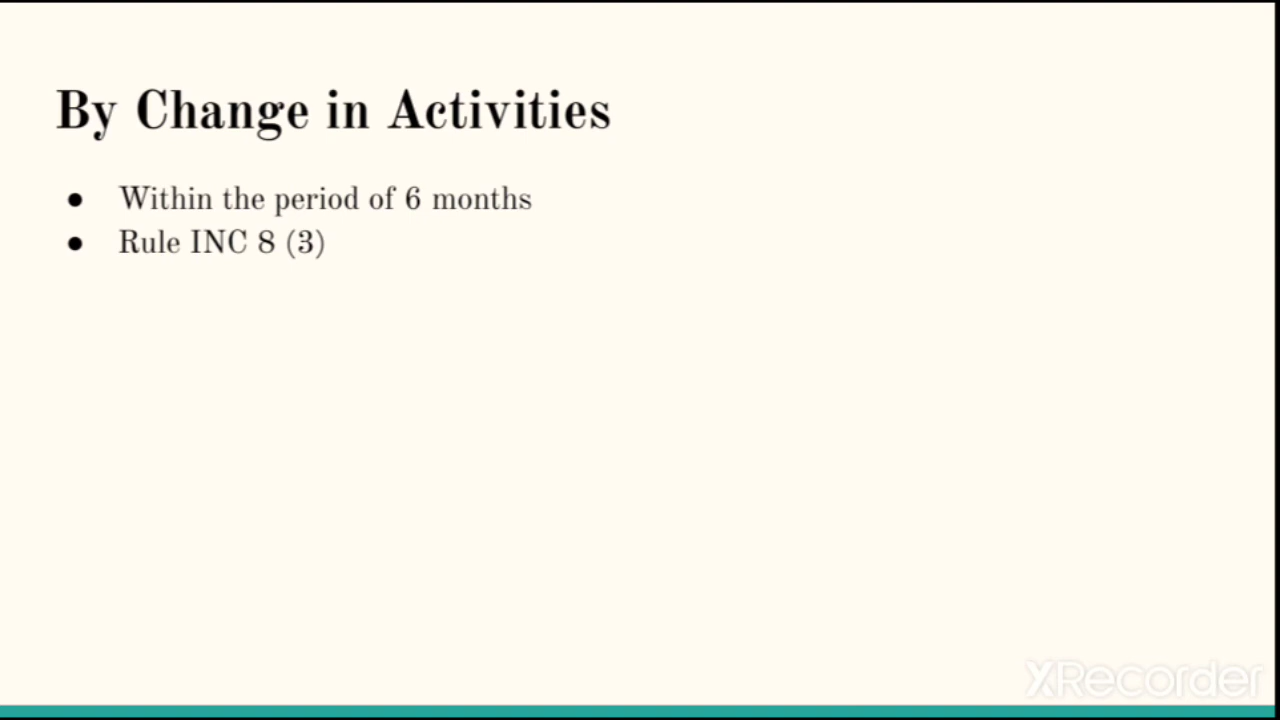 By Change in Activities
● Within the period of 6 months
● Rule INC 8 (3)
XRecorder